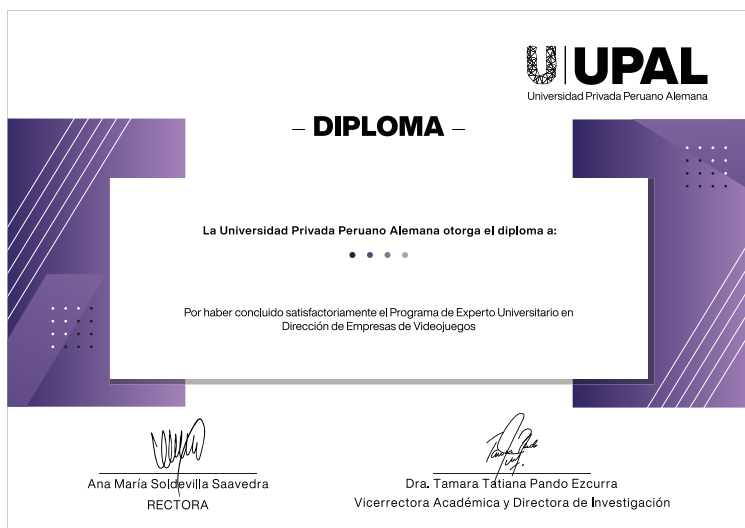 UPAL
Universidad Privada Peruano Alemana
– DIPLOMA –
La Universidad Privada Peruano Alemana otorga el diploma a:
Por haber concluido satisfactoriamente el Programa de Experto Universitario en
Dirección de Empresas de Videojuegos
Ana María Soldevilla Saavedra
RECTORA
Dra. Tamara Tatiana Pando Ezcurra
Vicerrectora Académica y Directora de Investigación